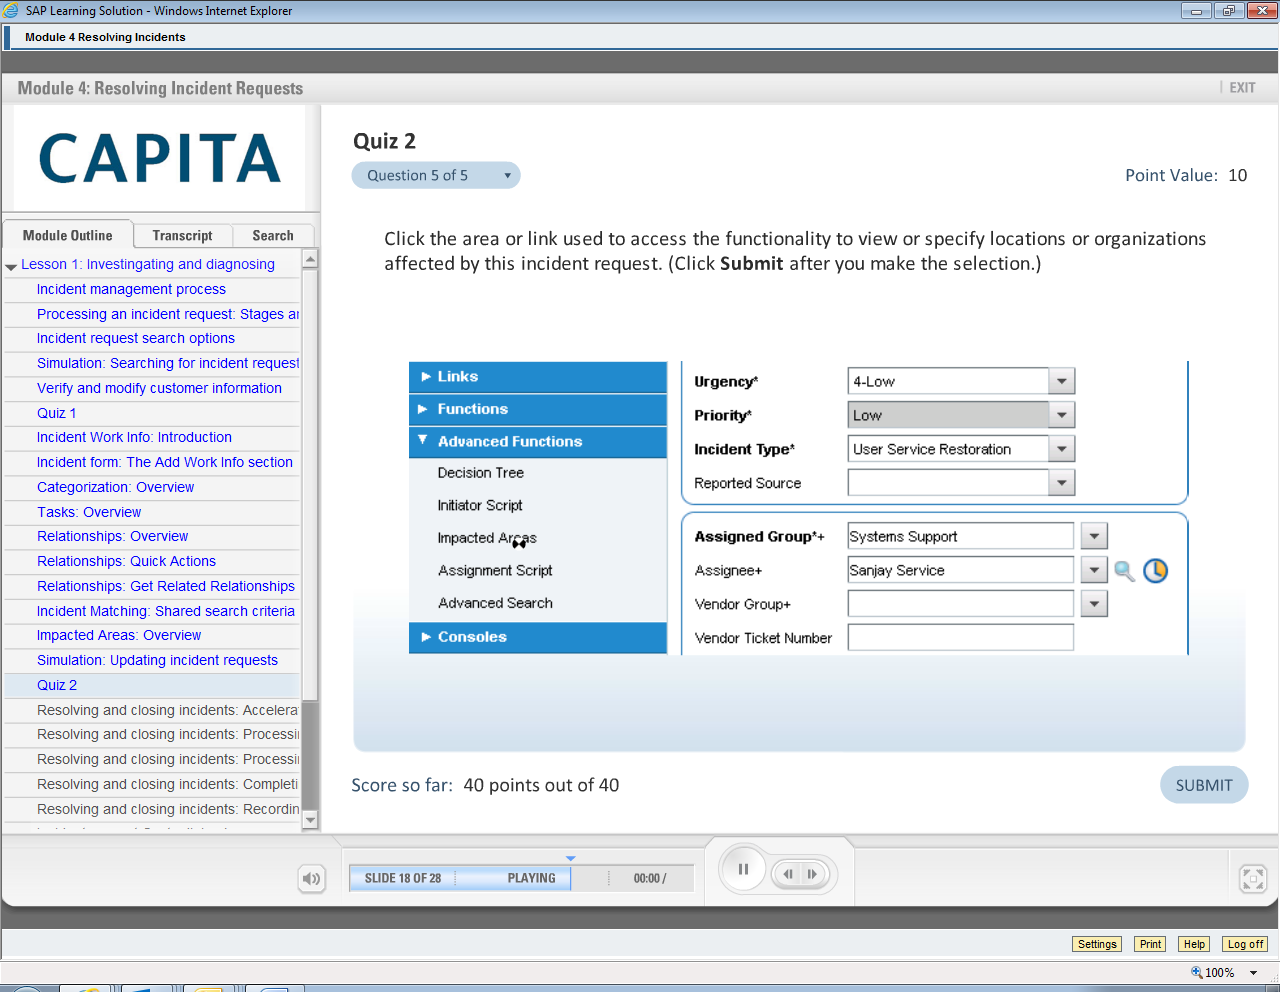 SAP Learning Solution - Windows Internet Explorer
Module 4 Resolving Incidents
Module 4: Resolving Incident Requests
EXIT
CAPITA
Module Outline
Transcript
Search
Lesson 1: Investingating and diagnosing
Incident management process
Processing an incident request: Stages a
Incident request search options
Simulation: Searching for incident request
Verify and modify customer information
Quiz 1
Incident Work Info: Introduction
Incident form: The Add Work Info section
Categorization: Overview
Tasks: Overview
Relationships: Overview
Relationships: Quick Actions
Relationships: Get Related Relationships
Incident Matching: Shared search criteria
Impacted Areas: Overview
Simulation: Updating incident requests
Quiz 2
Resolving and closing incidents: Accelera
Resolving and closing incidents: Processi
Resolving and closing incidents: Processi
Resolving and closing incidents: Completi
Resolving and closing incidents: Recordin
Quiz 2
Question 5 of 5
Point Value: 10
Click the area or link used to access the functionality to view or specify locations or organizations
affected by this incident request. (Click Submit after you make the selection.)
Links
Functions
Advanced Functions
Decision Tree
Initiator Script
Impacted Areas
Assignment Script
Advanced Search
Consoles
Urgency* 4-Low
Priority* Low
Incident Type* User Service Restoration
Reported Source
Assigned Group*+ Systems Support
Assignee+ Sanjay Service
Vendor Group+
Vendor Ticket Number
Score so far: 40 points out of 40
SUBMIT
SLIDE 18 OF 28
PLAYING
00:00 /
Settings
Print
Help
Log off
100%